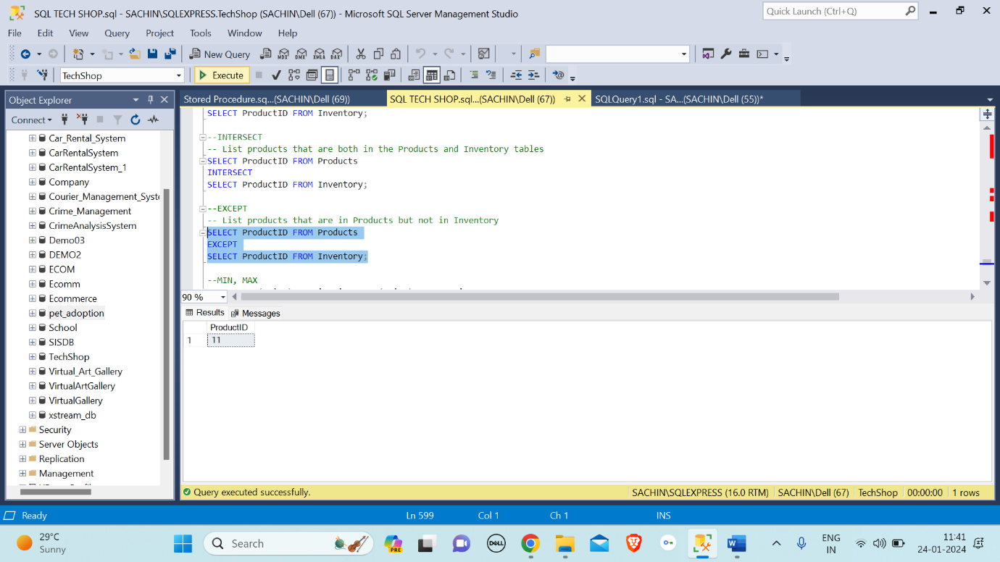 SQL TECH SHOP.sql - SACHIN\SQLEXPRESS.TechShop (SACHIN\Dell (67)) - Microsoft SQL Server Management Studio
Quick Launch (Ctrl+Q)
File Edit View Query Project Tools Window Help
New Query
MDX DMX XMLA DAX
TechShop
Execute
Object Explorer
Connect
Car_Rental_System
CarRentalSystem
CarRentalSystem_1
Company
Courier_Management_Syst
Crime_Management
CrimeAnalysisSystem
Demo03
DEMO2
ECOM
Ecomm
Ecommerce
pet_adoption
School
SISDB
TechShop
Virtual_Art_Gallery
VirtualArtGallery
VirtualGallery
xstream_db
Security
Server Objects
Replication
Management
Stored Procedure.sq...(SACHIN\Dell (69))
SQL TECH SHOP.sql...(SACHIN\Dell (67))
SQLQuery1.sql - SA...(SACHIN\Dell (55))*
SELECT ProductID FROM Inventory;
--INTERSECT
-- List products that are both in the Products and Inventory tables
SELECT ProductID FROM Products
INTERSECT
SELECT ProductID FROM Inventory;
--EXCEPT
-- List products that are in Products but not in Inventory
SELECT ProductID FROM Products
EXCEPT
SELECT ProductID FROM Inventory;
--MIN, MAX
90 %
Results Messages
ProductID
1 11
Query executed successfully.
SACHIN\SQLEXPRESS (16.0 RTM) SACHIN\Dell (67) TechShop 00:00:00 1 rows
Ready Ln 599 Col 1 Ch 1 INS
29°C
Sunny
Search
PRE
DELL
ENG
IN
11:41
24-01-2024